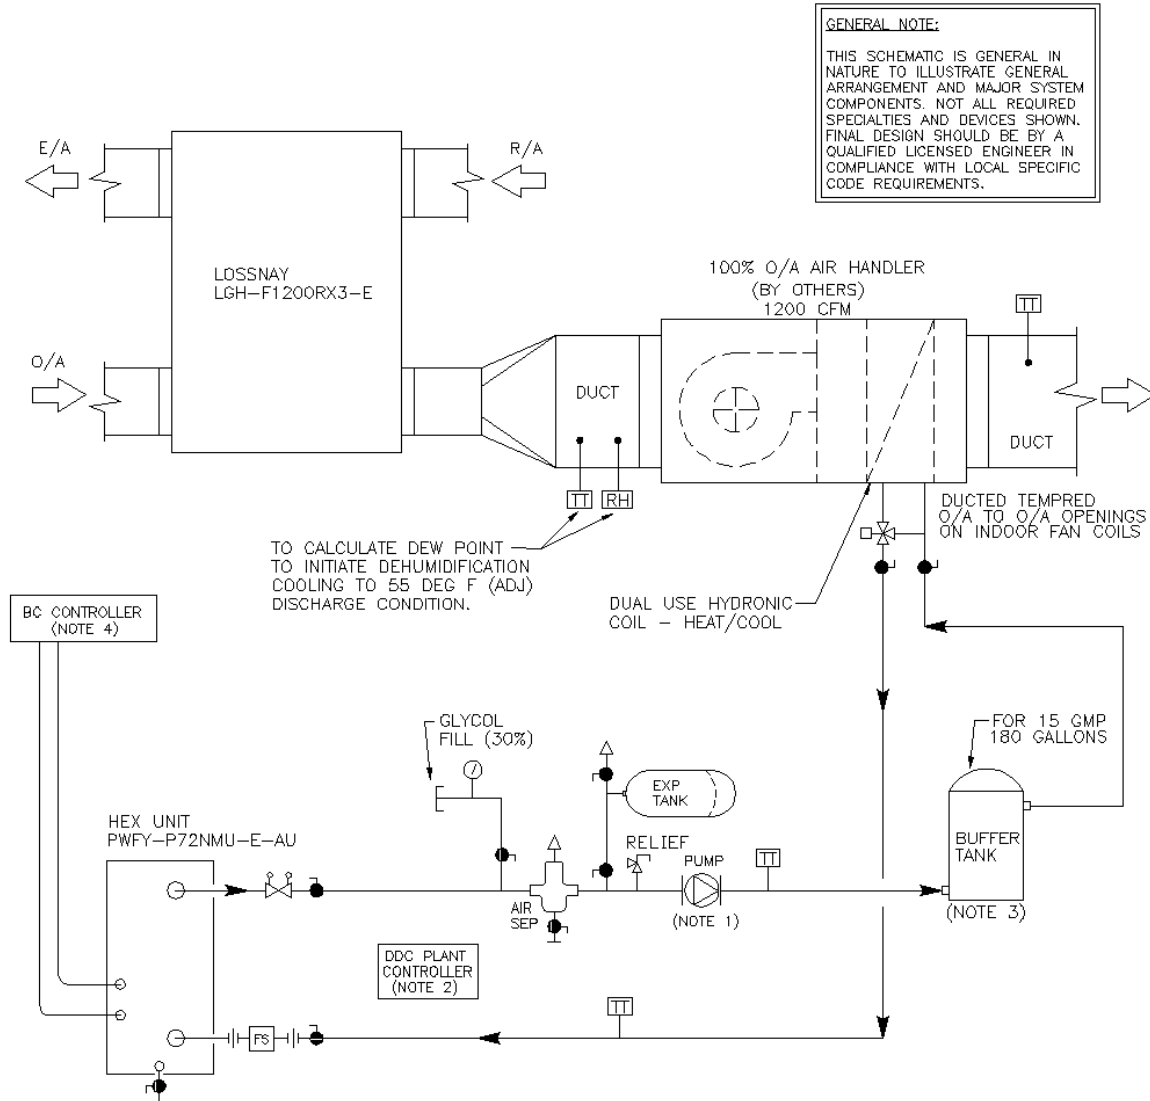 GENERAL NOTE:
THIS SCHEMATIC IS GENERAL IN
NATURE TO ILLUSTRATE GENERAL
ARRANGEMENT AND MAJOR SYSTEM
COMPONENTS. NOT ALL REQUIRED
SPECIALTIES AND DEVICES SHOWN.
FINAL DESIGN SHOULD BE BY A
QUALIFIED LICENSED ENGINEER IN
COMPLIANCE WITH LOCAL SPECIFIC
CODE REQUIREMENTS.
E/A
R/A
LOSSNAY
LGH-F1200RX3-E
O/A
100% O/A AIR HANDLER
(BY OTHERS)
1200 CFM
TT
DUCT
DUCT
TT
RH
DUCTED TEMPRED
O/A TO O/A OPENINGS
ON INDOOR FAN COILS
TO CALCULATE DEW POINT
TO INITIATE DEHUMIDIFICATION
COOLING TO 55 DEG F (ADJ)
DISCHARGE CONDITION.
DUAL USE HYDRONIC
COIL - HEAT/COOL
BC CONTROLLER
(NOTE 4)
GLYCOL
FILL (30%)
FOR 15 GMP
180 GALLONS
EXP
TANK
HEX UNIT
PWFY-P72NMU-E-AU
RELIEF
BUFFER
TANK
PUMP
TT
AIR
SEP
(NOTE 1)
(NOTE 3)
DDC PLANT
CONTROLLER
(NOTE 2)
TT
FS